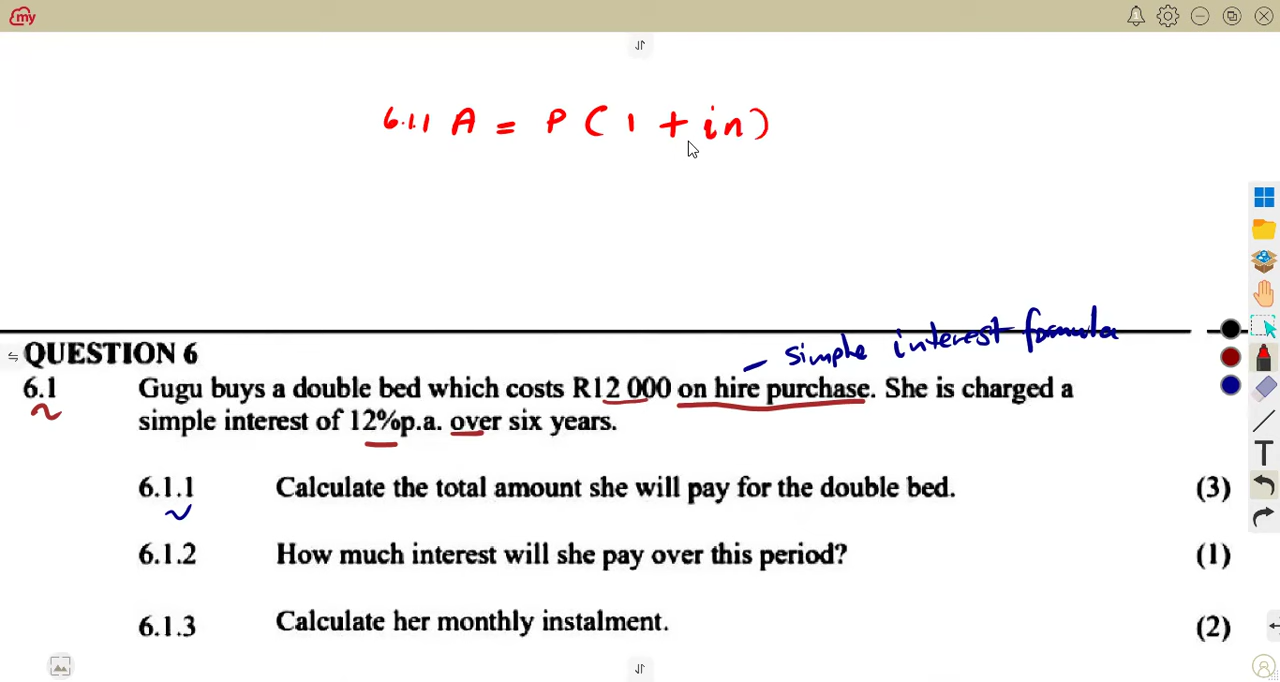 my
6.1.1 A = P ( 1 + in )
- simple interest formula
QUESTION 6
6.1 Gugu buys a double bed which costs R12 000 on hire purchase. She is charged a
simple interest of 12%p.a. over six years.
6.1.1 Calculate the total amount she will pay for the double bed. (3)
6.1.2 How much interest will she pay over this period? (1)
6.1.3 Calculate her monthly instalment. (2)
T